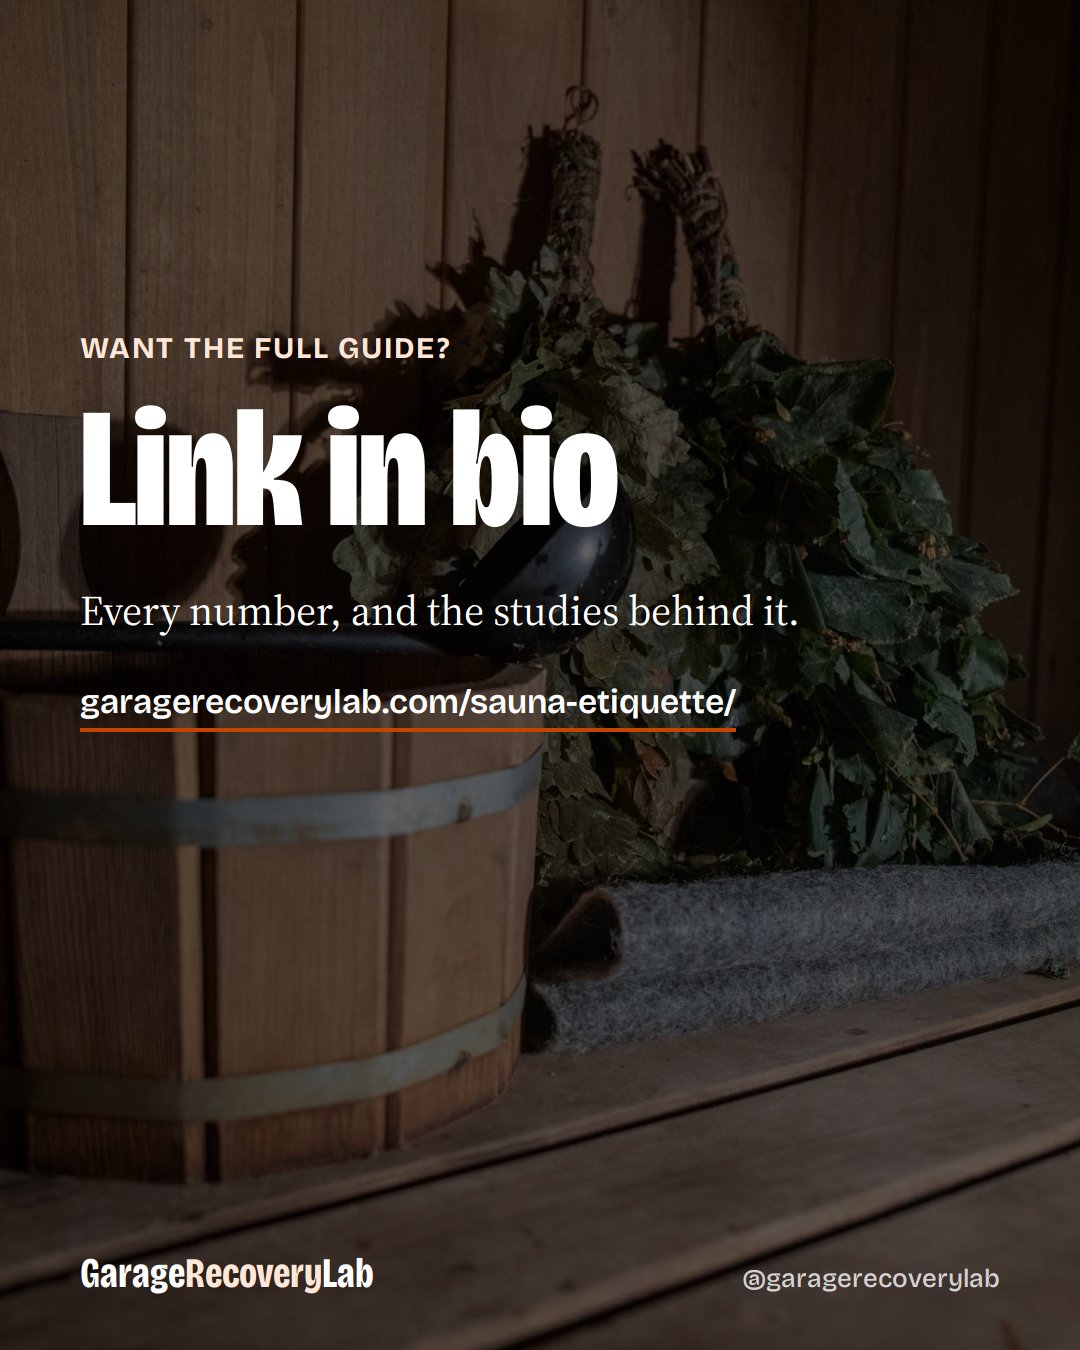 WANT THE FULL GUIDE?
Link in bio
Every number, and the studies behind it.
garagerecoverylab.com/sauna-etiquette/
GarageRecoveryLab
@garagerecoverylab